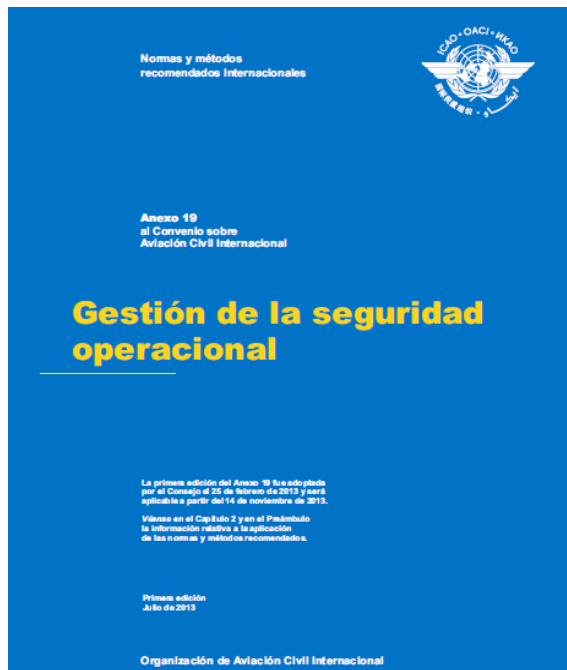 Normas y métodos
recomendados Internacionales
ICAO · OACI · ИКАО
Anexo 19
al Convenio sobre
Aviación Civil Internacional
Gestión de la seguridad
operacional
La primera edición del Anexo 19 fue adoptada
por el Consejo el 25 de febrero de 2013 y será
aplicable a partir del 14 de noviembre de 2013.
Véanse en el Capítulo 2 y en el Preámbulo
la información relativa a la aplicación
de las normas y métodos recomendados.
Primera edición
Julio de 2013
Organización de Aviación Civil Internacional